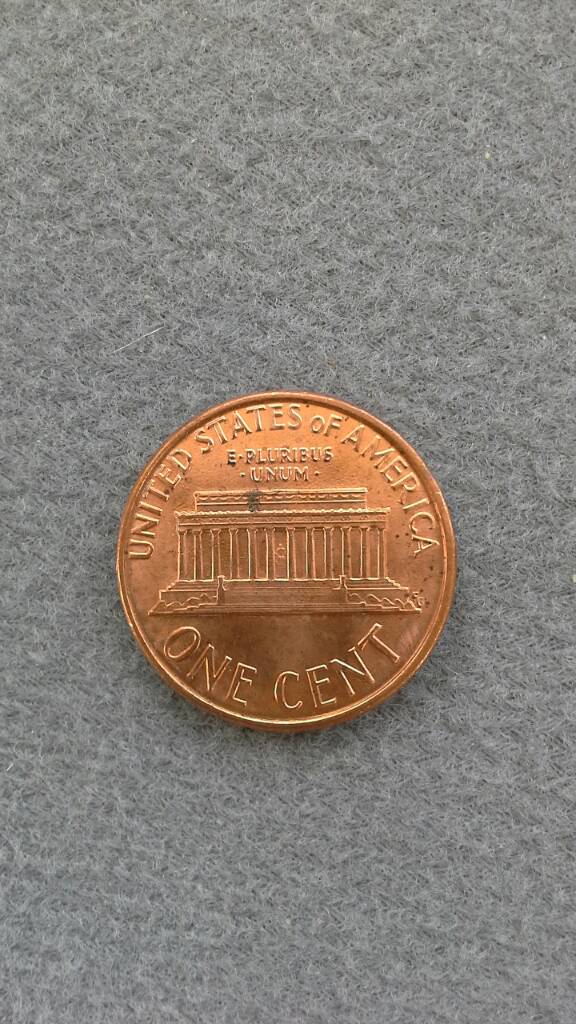 UNITED STATES OF AMERICA
E·PLURIBUS
·UNUM·
ONE CENT